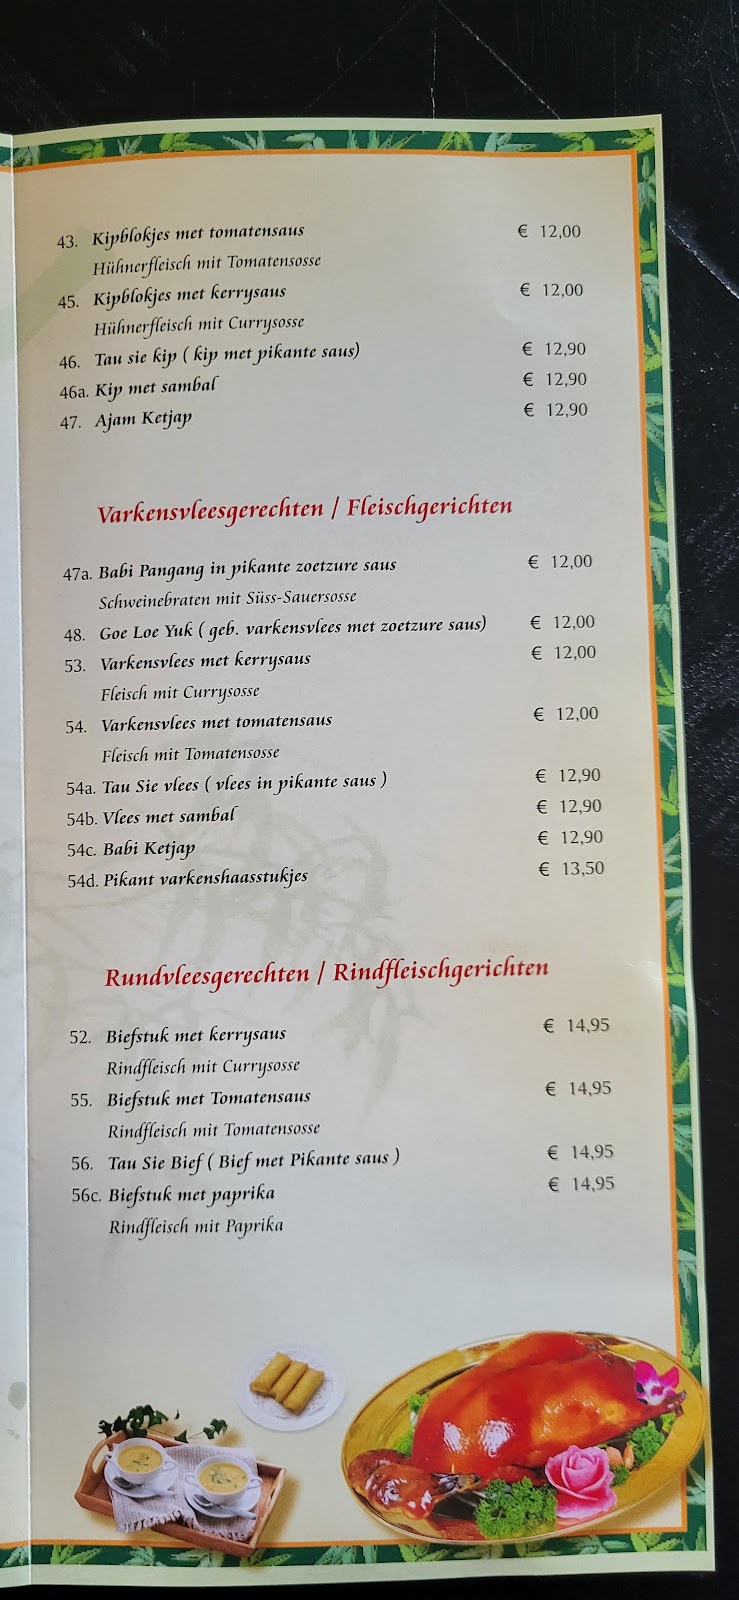 43. Kipblokjes met tomatensaus € 12,00
Hühnerfleisch mit Tomatensosse
45. Kipblokjes met kerrysaus € 12,00
Hühnerfleisch mit Currysosse
46. Tau sie kip ( kip met pikante saus) € 12,90
46a. Kip met sambal € 12,90
47. Ajam Ketjap € 12,90
Varkensvleesgerechten / Fleischgerichten
47a. Babi Pangang in pikante zoetzure saus € 12,00
Schweinebraten mit Süss-Sauersosse
48. Goe Loe Yuk ( geb. varkensvlees met zoetzure saus) € 12,00
53. Varkensvlees met kerrysaus € 12,00
Fleisch mit Currysosse
54. Varkensvlees met tomatensaus € 12,00
Fleisch mit Tomatensosse
54a. Tau Sie vlees ( vlees in pikante saus ) € 12,90
54b. Vlees met sambal € 12,90
54c. Babi Ketjap € 12,90
54d. Pikant varkenshaasstukjes € 13,50
Rundvleesgerechten / Rindfleischgerichten
52. Biefstuk met kerrysaus € 14,95
Rindfleisch mit Currysosse
55. Biefstuk met Tomatensaus € 14,95
Rindfleisch mit Tomatensosse
56. Tau Sie Bief ( Bief met Pikante saus ) € 14,95
56c. Biefstuk met paprika € 14,95
Rindfleisch mit Paprika